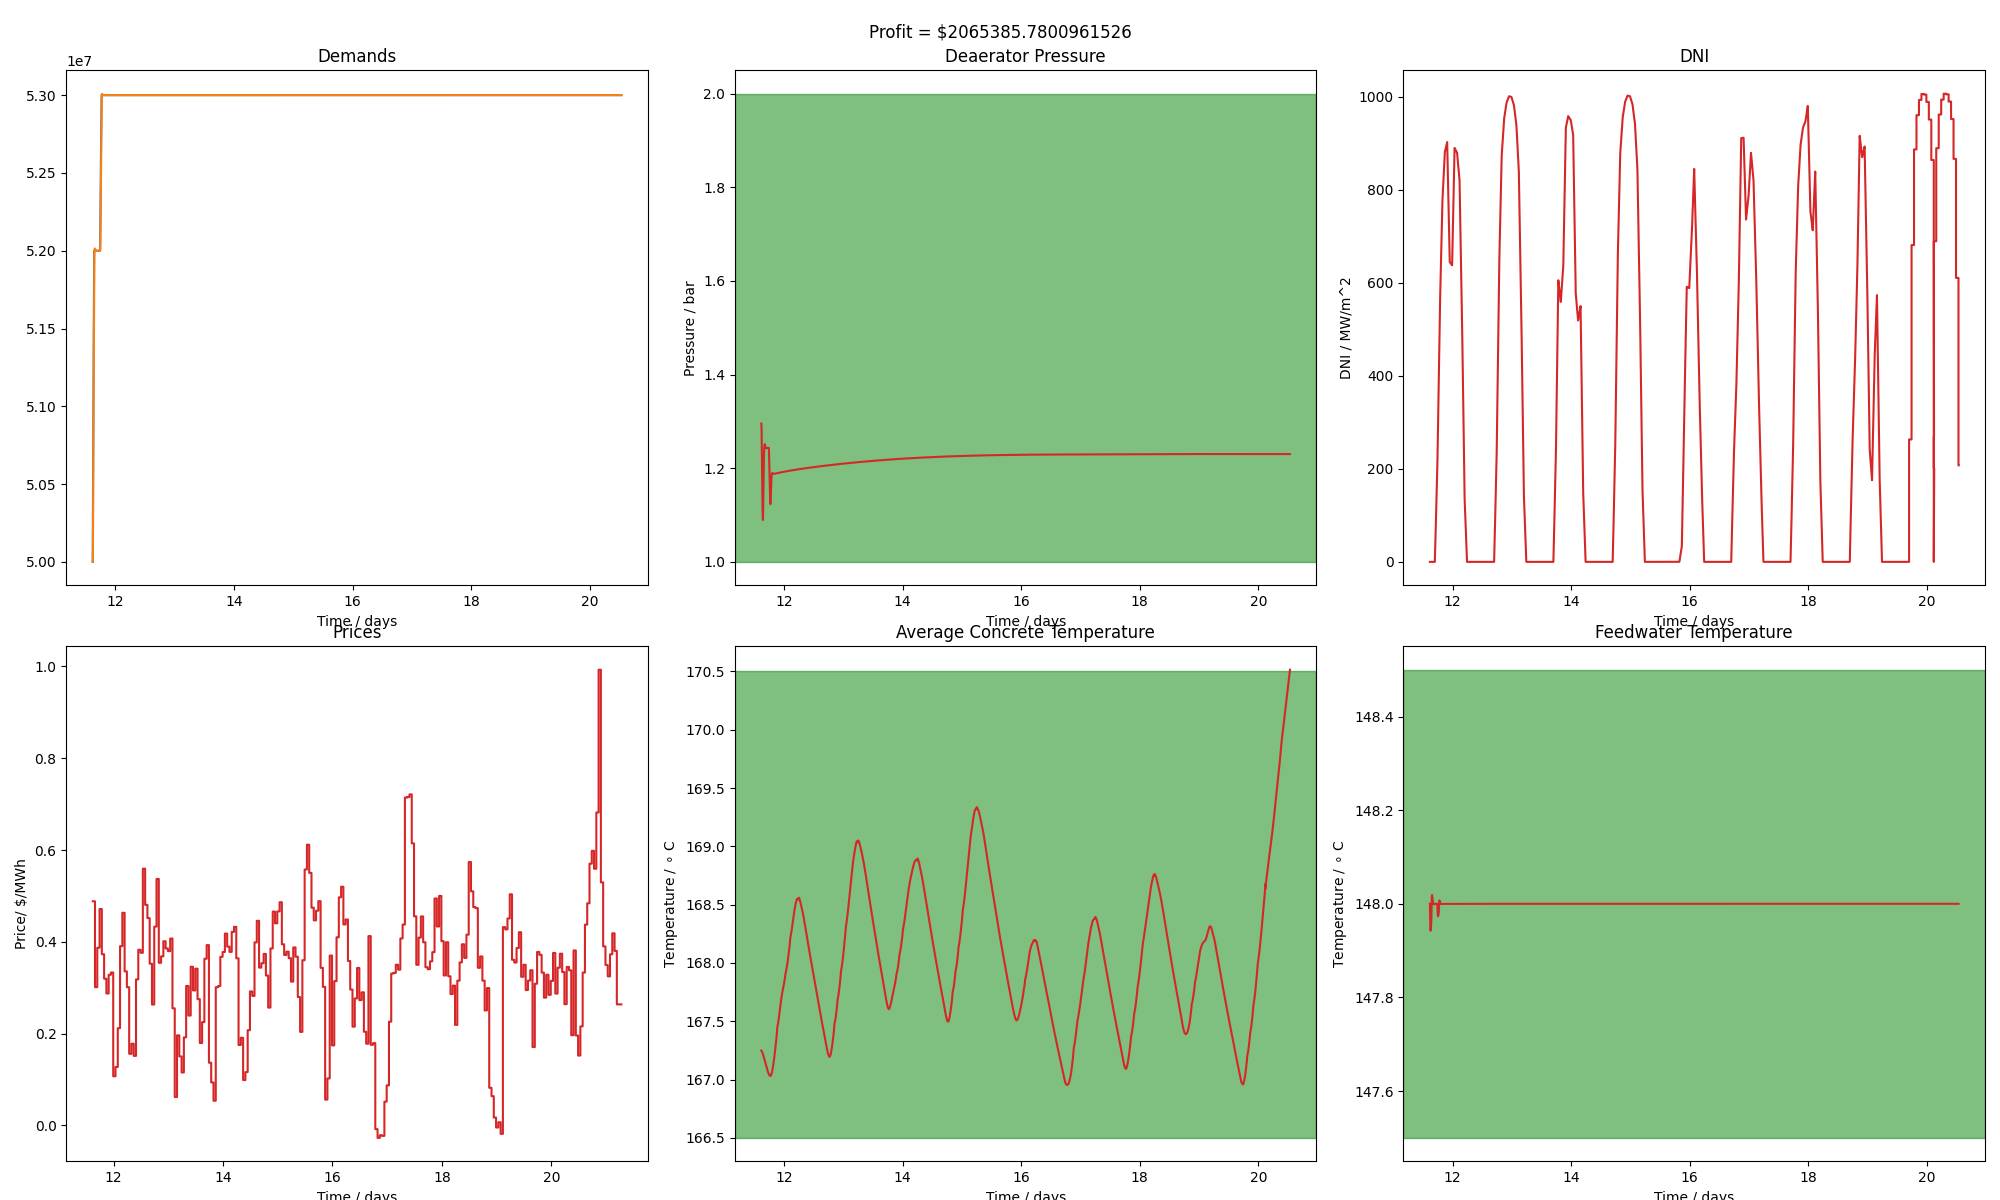 Profit = $2065385.7800961526
Demands
1e7
5.30
5.25
5.20
5.15
5.10
5.05
5.00
12 14 16 18 20
Time / days
Deaerator Pressure
Pressure / bar
2.0
1.8
1.6
1.4
1.2
1.0
12 14 16 18 20
Time / days
DNI
DNI / MW/m^2
1000
800
600
400
200
0
12 14 16 18 20
Time / days
Prices
Price/ $/MWh
1.0
0.8
0.6
0.4
0.2
0.0
12 14 16 18 20
Time / days
Average Concrete Temperature
Temperature / ∘ C
170.5
170.0
169.5
169.0
168.5
168.0
167.5
167.0
166.5
12 14 16 18 20
Time / days
Feedwater Temperature
Temperature / ∘ C
148.4
148.2
148.0
147.8
147.6
12 14 16 18 20
Time / days